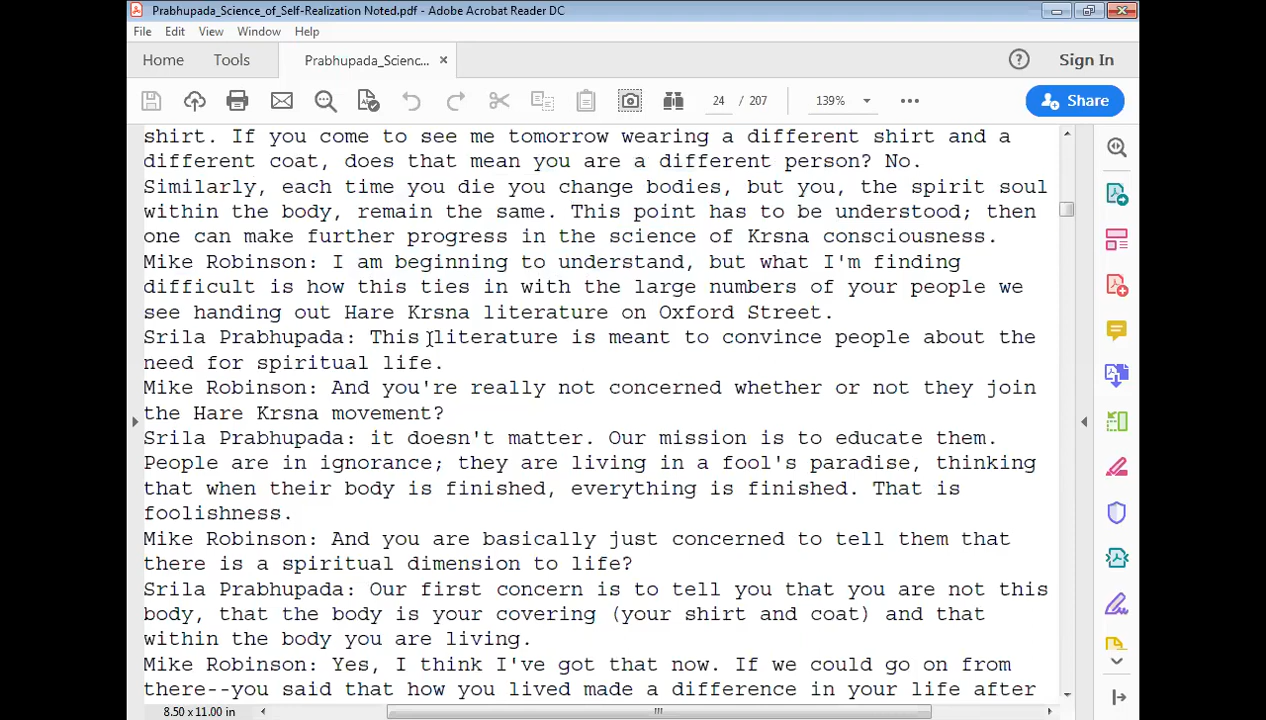 Prabhupada_Science_of_Self-Realization Noted.pdf - Adobe Acrobat Reader DC
File Edit View Window Help
Home Tools Prabhupada_Scienc... × Sign In
24 / 207 139% Share
shirt. If you come to see me tomorrow wearing a different shirt and a
different coat, does that mean you are a different person? No.
Similarly, each time you die you change bodies, but you, the spirit soul
within the body, remain the same. This point has to be understood; then
one can make further progress in the science of Krsna consciousness.
Mike Robinson: I am beginning to understand, but what I'm finding
difficult is how this ties in with the large numbers of your people we
see handing out Hare Krsna literature on Oxford Street.
Srila Prabhupada: This literature is meant to convince people about the
need for spiritual life.
Mike Robinson: And you're really not concerned whether or not they join
the Hare Krsna movement?
Srila Prabhupada: it doesn't matter. Our mission is to educate them.
People are in ignorance; they are living in a fool's paradise, thinking
that when their body is finished, everything is finished. That is
foolishness.
Mike Robinson: And you are basically just concerned to tell them that
there is a spiritual dimension to life?
Srila Prabhupada: Our first concern is to tell you that you are not this
body, that the body is your covering (your shirt and coat) and that
within the body you are living.
Mike Robinson: Yes, I think I've got that now. If we could go on from
there--you said that how you lived made a difference in your life after
8.50 x 11.00 in